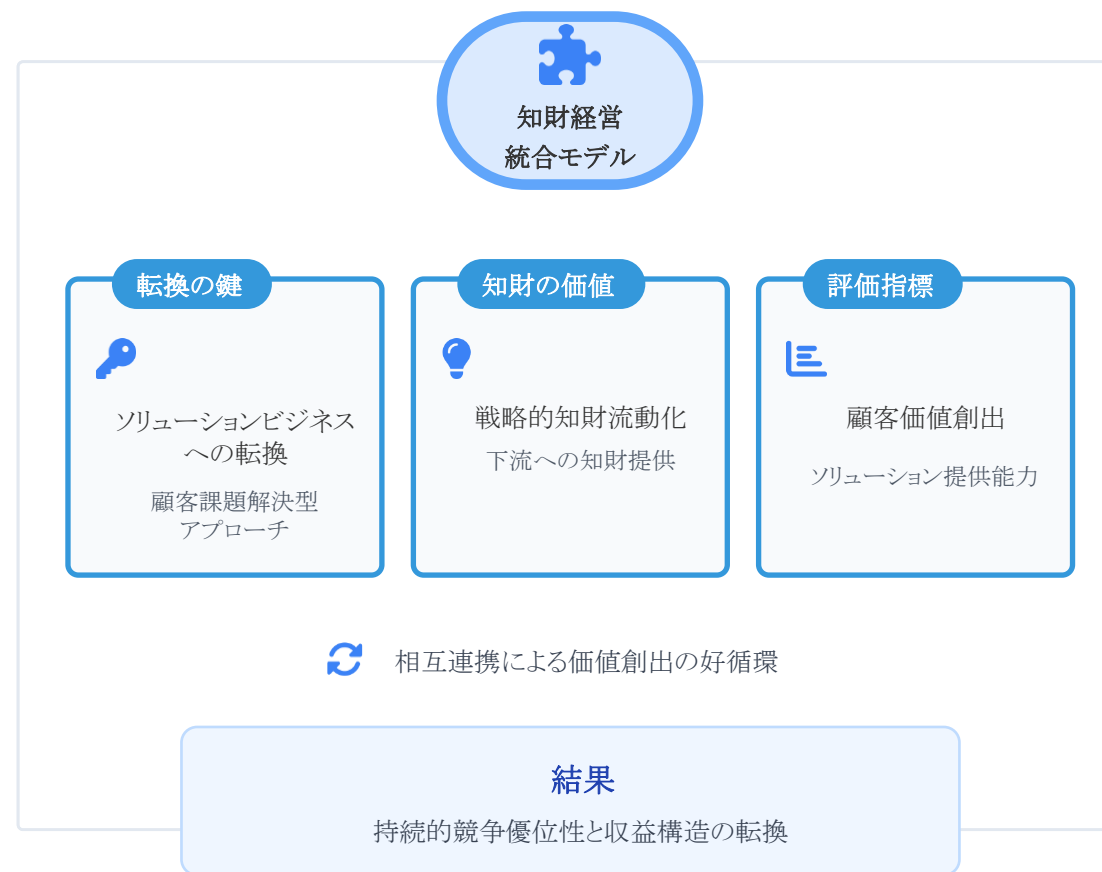 知財経営
統合モデル
転換の鍵
ソリューションビジネス
への転換
顧客課題解決型
アプローチ
知財の価値
戦略的知財流動化
下流への知財提供
評価指標
顧客価値創出
ソリューション提供能力
相互連携による価値創出の好循環
結果
持続的競争優位性と収益構造の転換